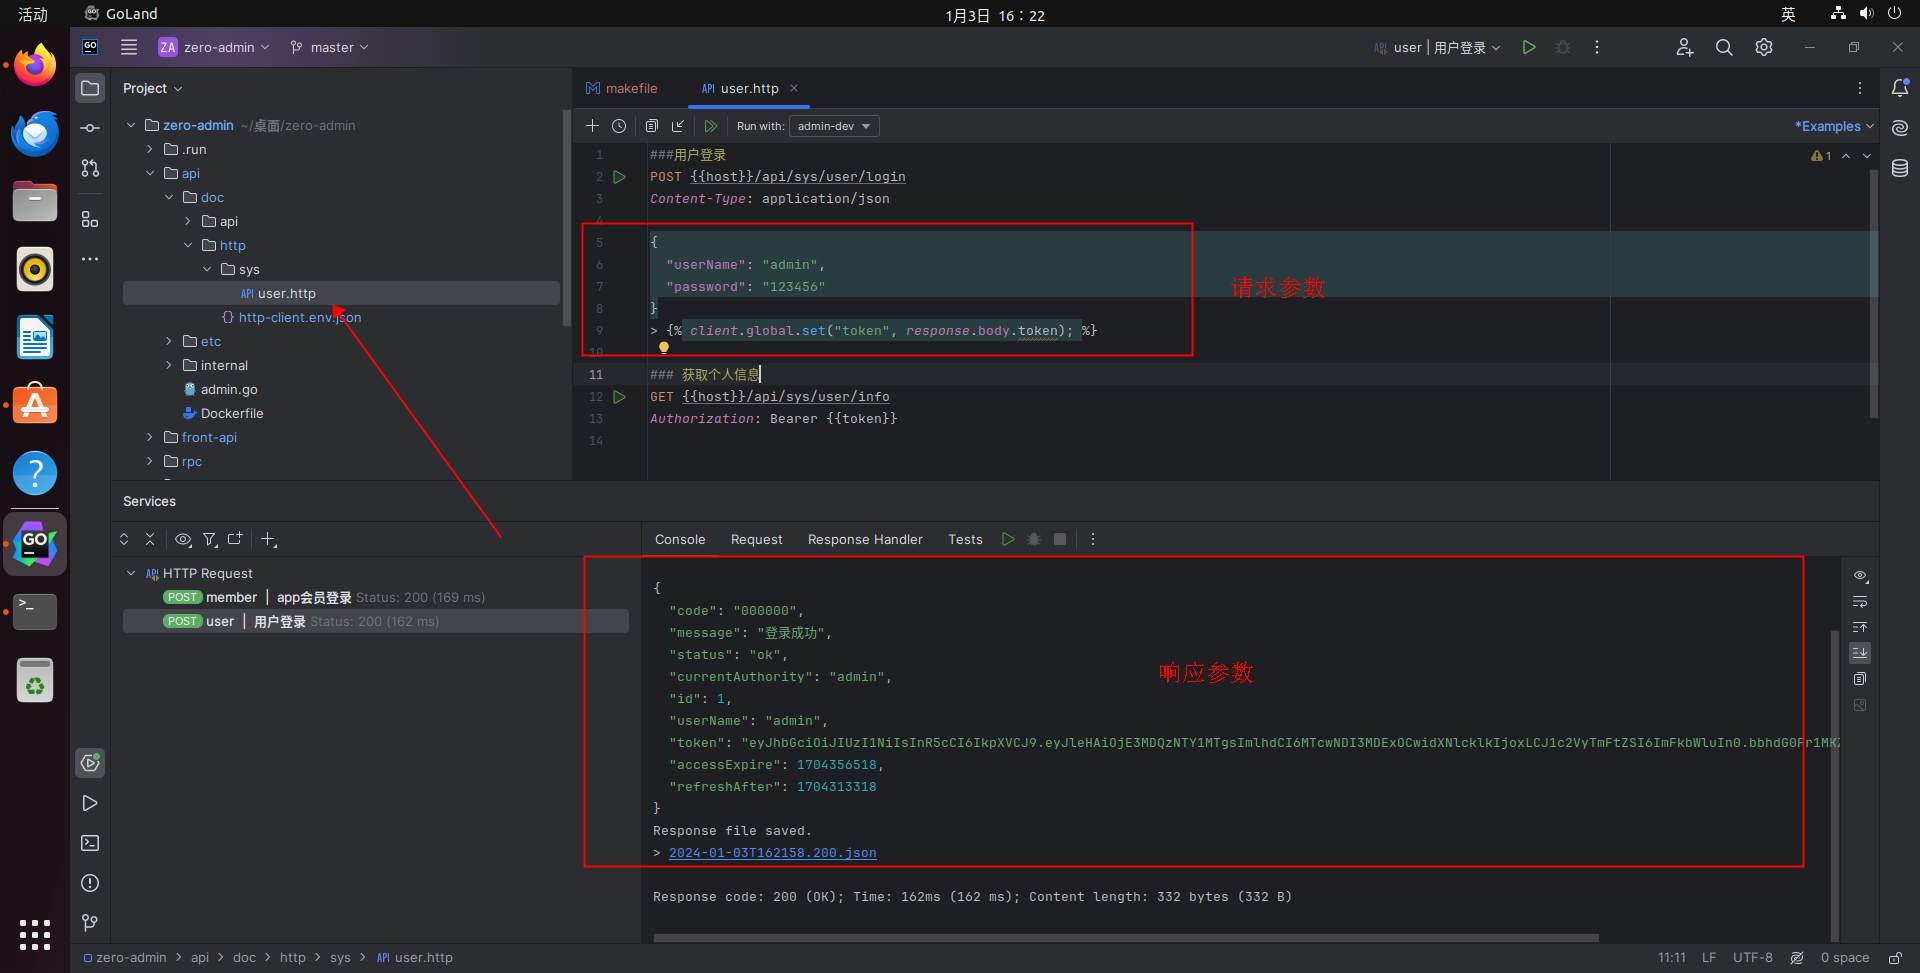 活动
GoLand
1月3日 16：22
英
GO
ZA zero-admin
master
API user | 用户登录
Project
makefile
API user.http
Run with: admin-dev
*Examples
zero-admin ~/桌面/zero-admin
.run
api
doc
api
http
sys
API user.http
{} http-client.env.json
etc
internal
admin.go
Dockerfile
front-api
rpc
1 ###用户登录
2 POST {{host}}/api/sys/user/login
3 Content-Type: application/json
4
5 {
6 "userName": "admin",
7 "password": "123456"
8 }
9 > {% client.global.set("token", response.body.token); %}
10
11 ### 获取个人信息
12 GET {{host}}/api/sys/user/info
13 Authorization: Bearer {{token}}
14
1
请求参数
Services
Console Request Response Handler Tests
API HTTP Request
POST member | app会员登录 Status: 200 (169 ms)
POST user | 用户登录 Status: 200 (162 ms)
{
"code": "000000",
"message": "登录成功",
"status": "ok",
"currentAuthority": "admin",
"id": 1,
"userName": "admin",
"token": "
"accessExpire": 1704356518,
"refreshAfter": 1704313318
}
Response file saved.
> 2024-01-03T162158.200.json
响应参数
Response code: 200 (OK); Time: 162ms (162 ms); Content length: 332 bytes (332 B)
GO
zero-admin > api > doc > http > sys > API user.http
11:11 LF UTF-8 0 space